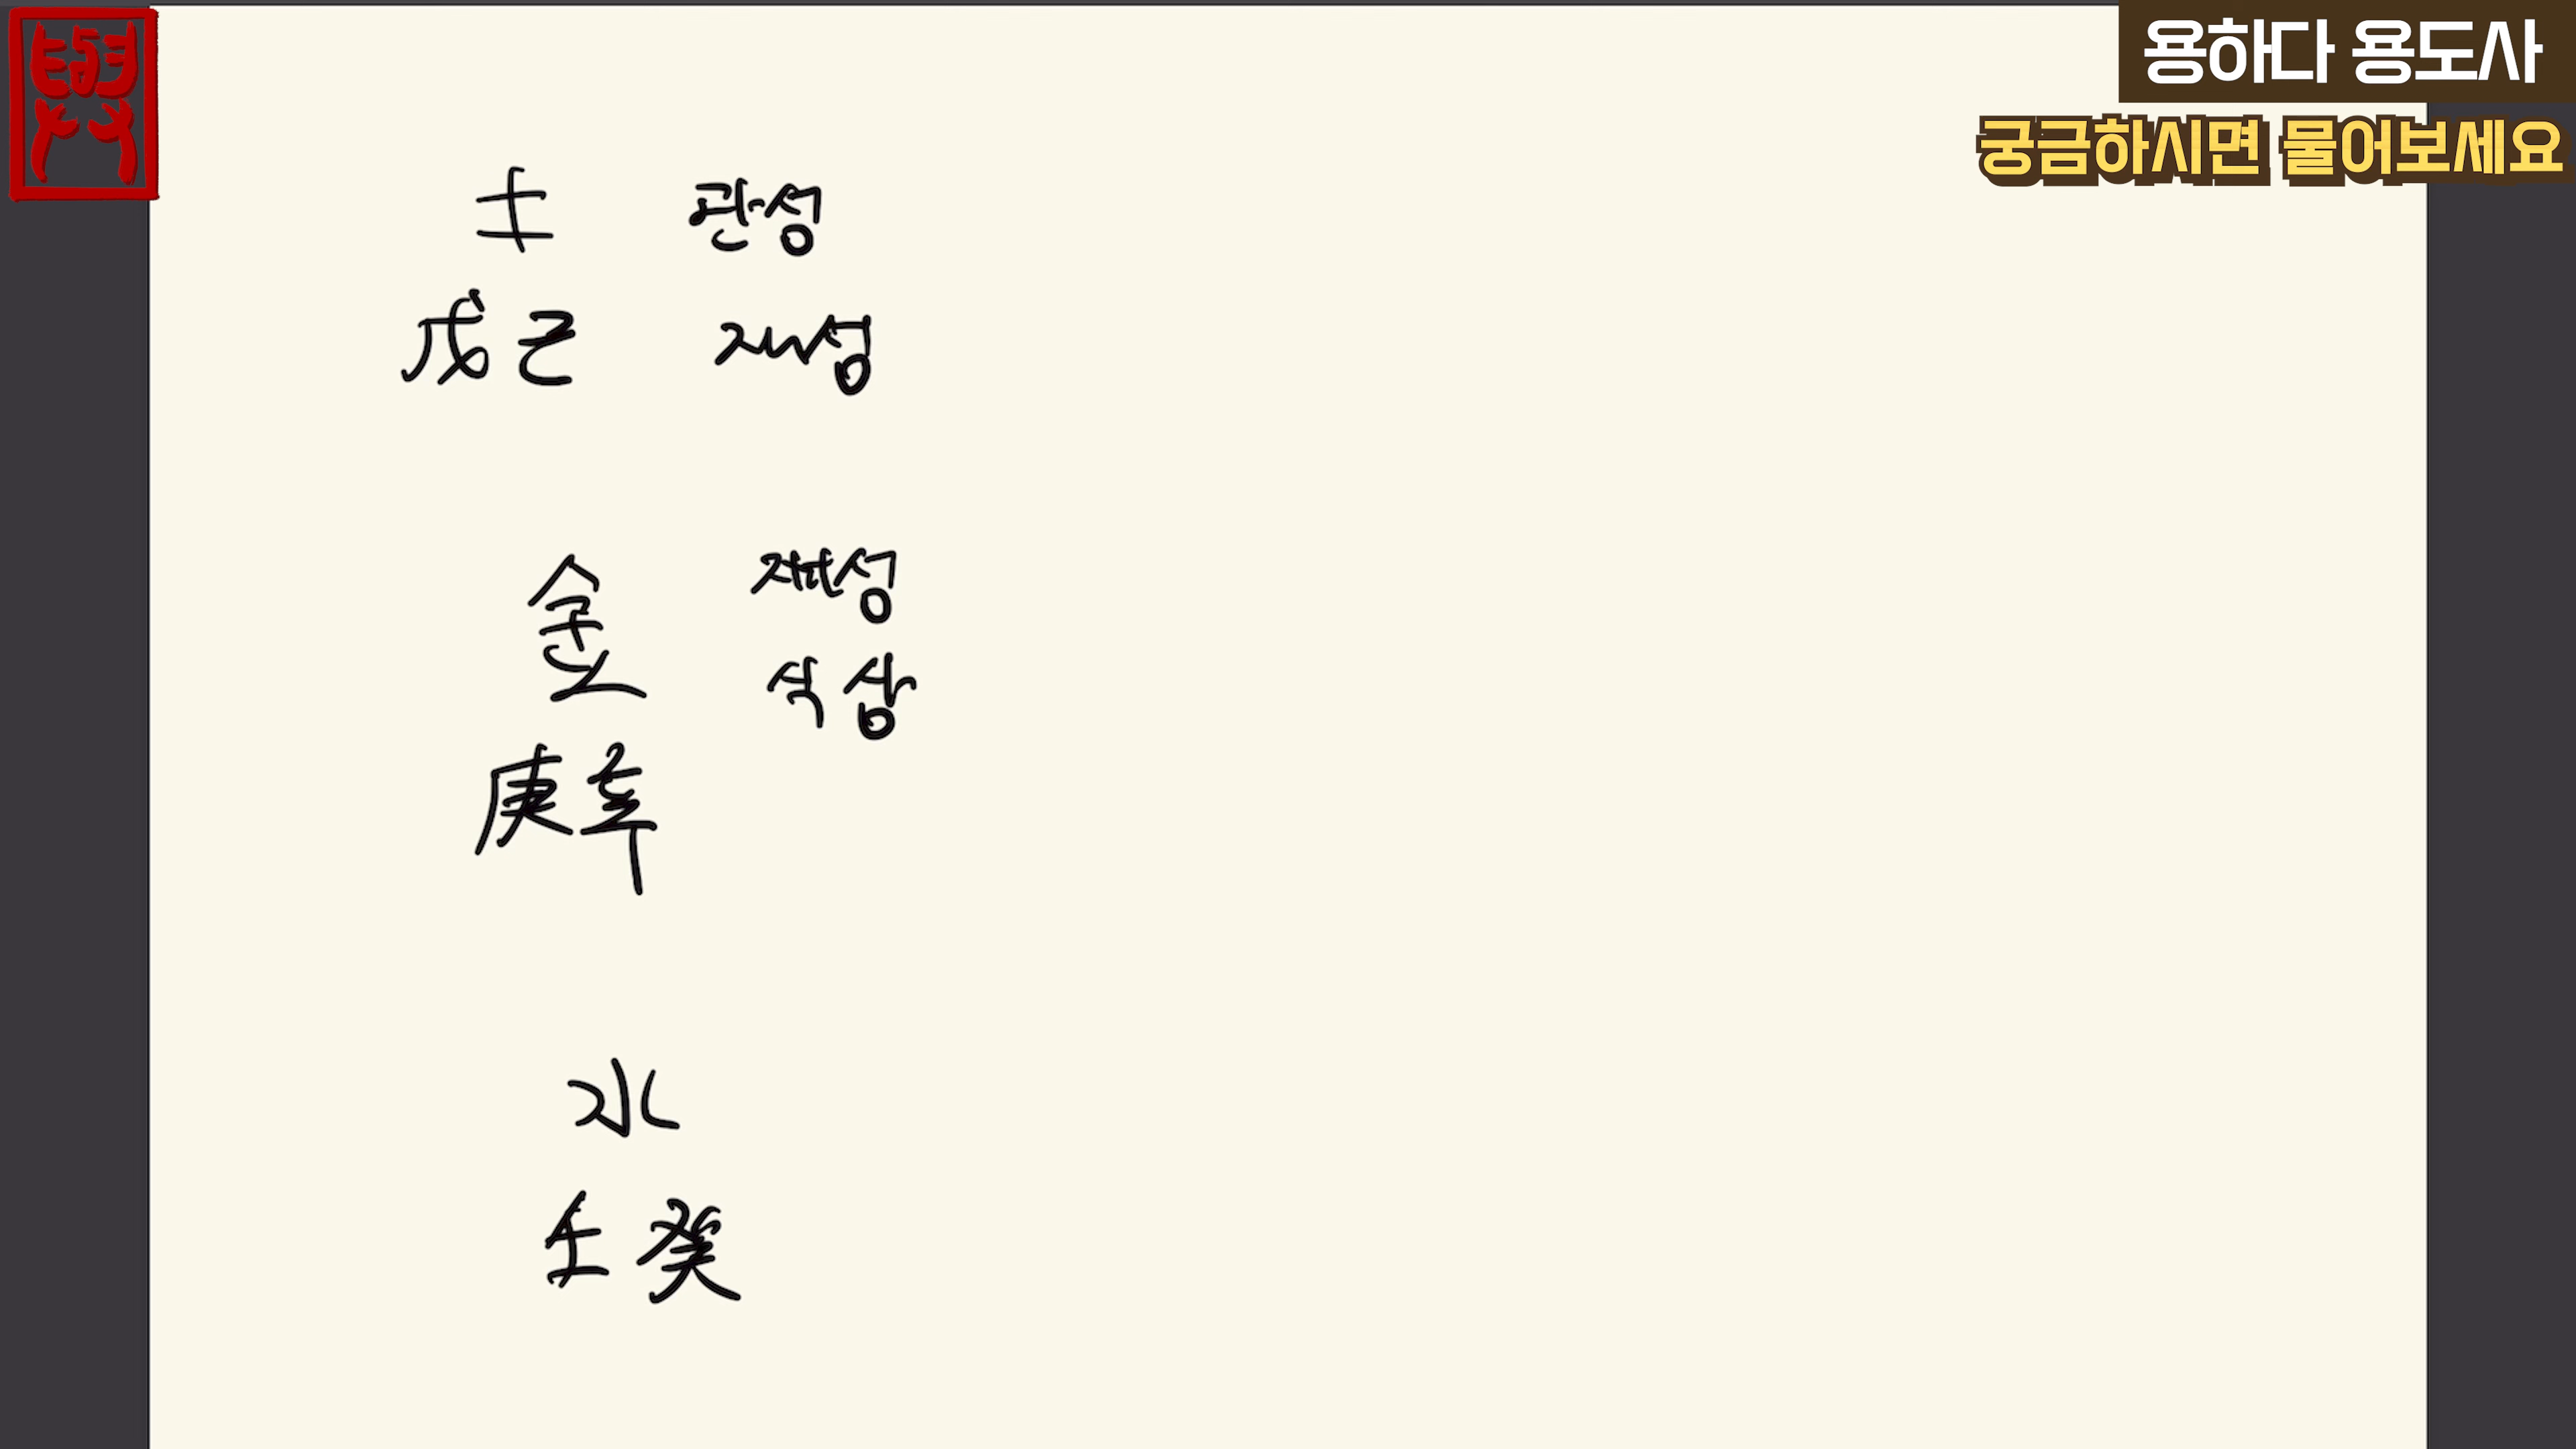 용하다 용도사
궁금하시면 물어보세요
土 관성
戊己 재성
金 재성
식상
庚辛
水
壬癸